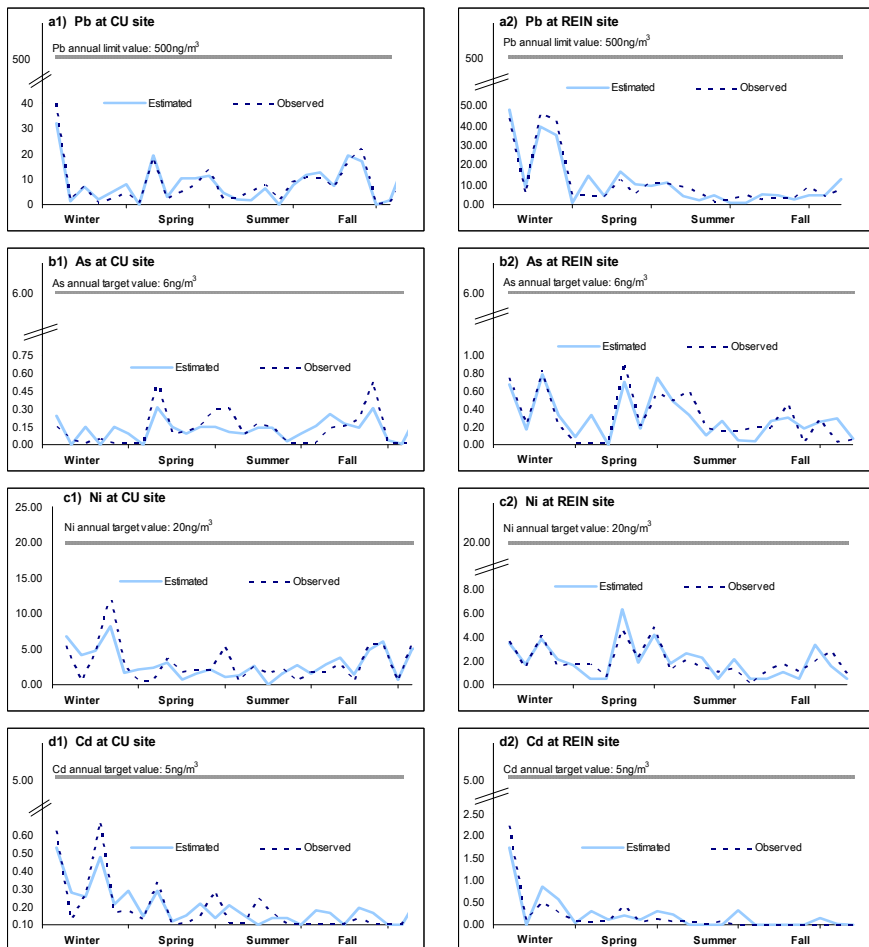 a1) Pb at CU site
Pb annual limit value: 500ng/m³
500
Estimated
Observed
40
30
20
10
0
Winter
Spring
Summer
Fall
a2) Pb at REIN site
Pb annual limit value: 500ng/m³
500
Estimated
Observed
50.00
40.00
30.00
20.00
10.00
0.00
Winter
Spring
Summer
Fall
b1) As at CU site
As annual target value: 6ng/m³
6.00
0.75
Estimated
Observed
0.60
0.45
0.30
0.15
0.00
Winter
Spring
Summer
Fall
b2) As at REIN site
As annual target value: 6ng/m³
6.00
Estimated
Observed
1.00
0.80
0.60
0.40
0.20
0.00
Winter
Spring
Summer
Fall
c1) Ni at CU site
25.00
Ni annual target value: 20ng/m³
20.00
15.00
Estimated
Observed
10.00
5.00
0.00
Winter
Spring
Summer
Fall
c2) Ni at REIN site
Ni annual target value: 20ng/m³
20.00
8.00
Estimated
Observed
6.00
4.00
2.00
0.00
Winter
Spring
Summer
Fall
d1) Cd at CU site
Cd annual target value: 5ng/m³
5.00
0.60
Estimated
Observed
0.50
0.40
0.30
0.20
0.10
Winter
Spring
Summer
Fall
d2) Cd at REIN site
Cd annual target value: 5ng/m³
5.00
2.50
2.00
Estimated
Observed
1.50
1.00
0.50
0.00
Winter
Spring
Summer
Fall